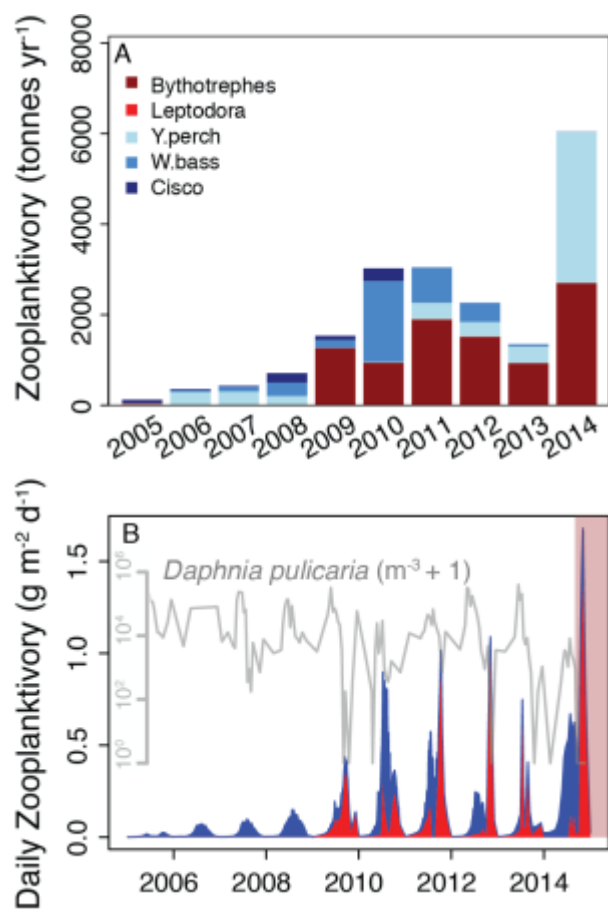 A
Zooplanktivory (tonnes yr⁻¹)
8000
6000
4000
2000
0
Bythotrephes
Leptodora
Y.perch
W.bass
Cisco
2005
2006
2007
2008
2009
2010
2011
2012
2013
2014
B
Daily Zooplanktivory (g m⁻² d⁻¹)
1.5
1.0
0.5
0.0
Daphnia pulicaria (m⁻³ + 1)
10⁶
10⁴
10²
10⁰
2006
2008
2010
2012
2014